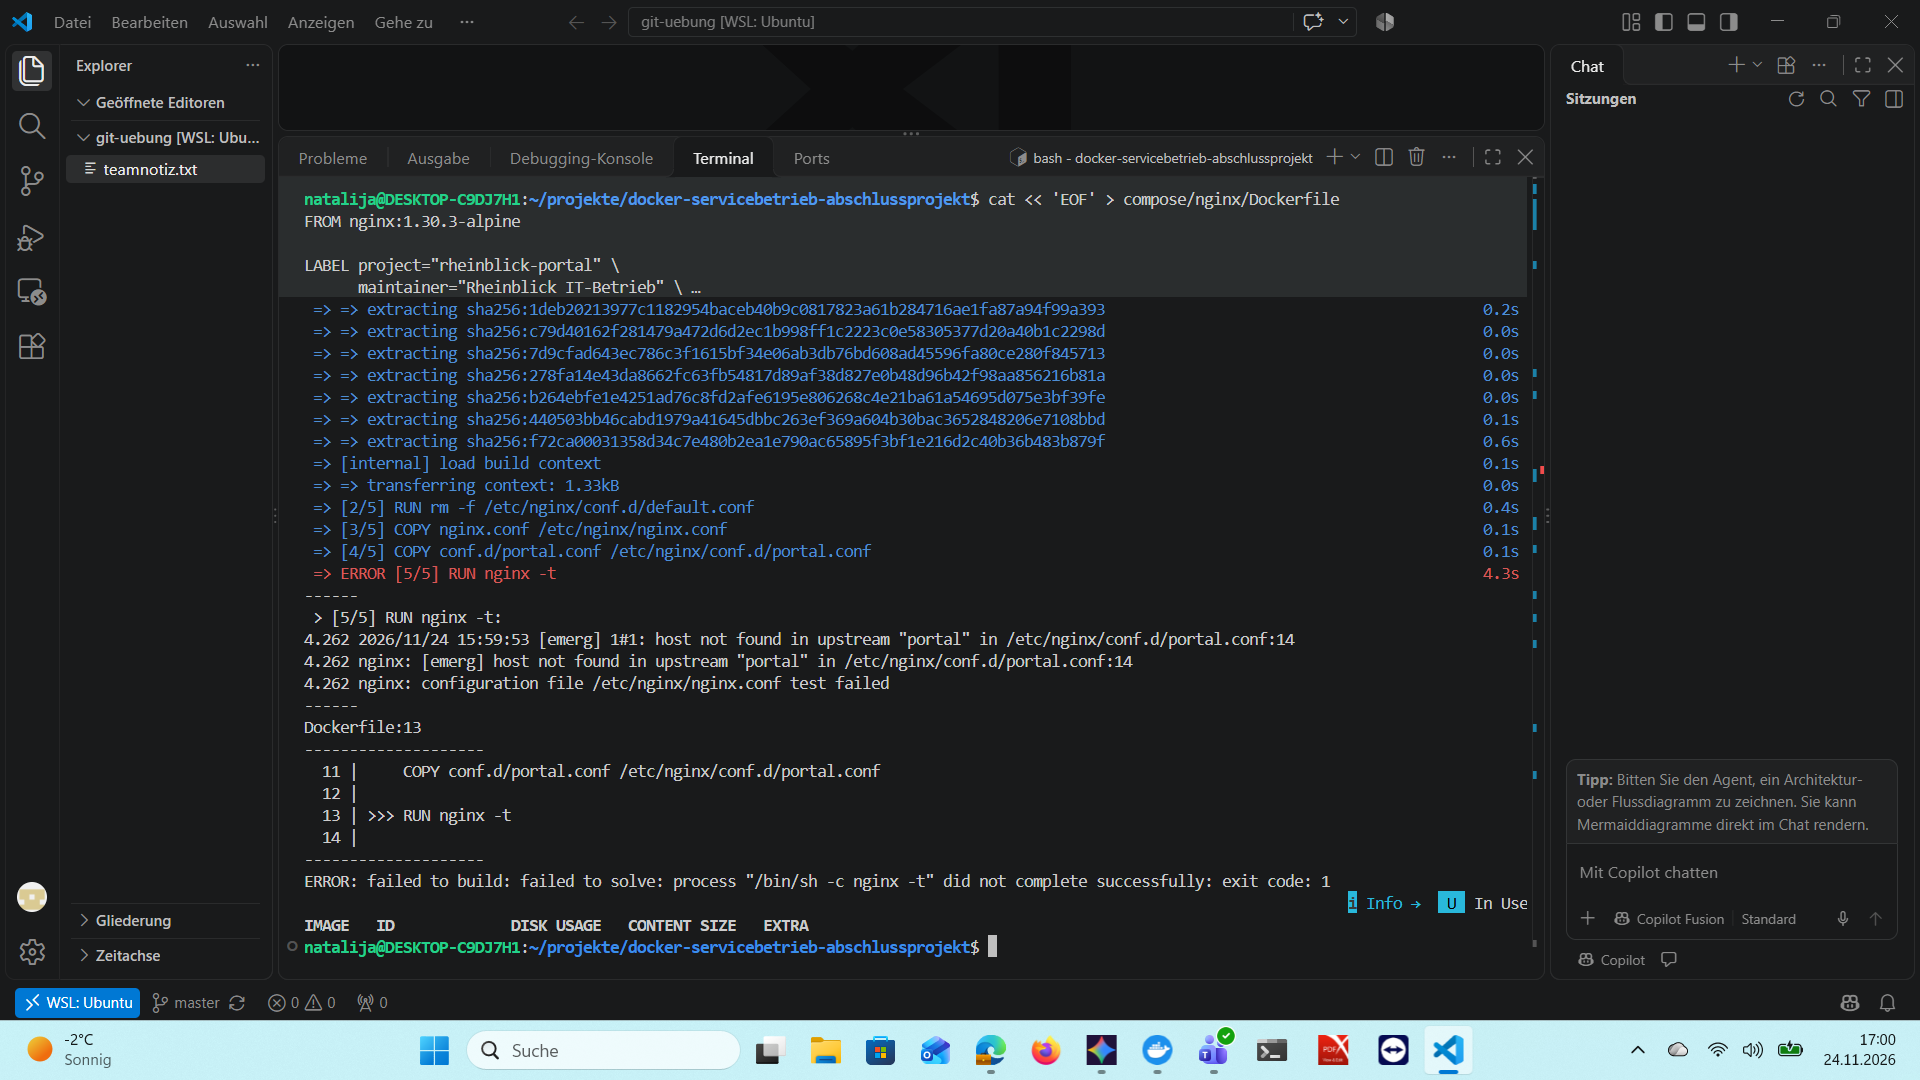 Datei Bearbeiten Auswahl Anzeigen Gehe zu ···
git-uebung [WSL: Ubuntu]
Explorer
Geöffnete Editoren
git-uebung [WSL: Ubu...
teamnotiz.txt
Gliederung
Zeitachse
Probleme Ausgabe Debugging-Konsole Terminal Ports
bash - docker-servicebetrieb-abschlussprojekt
natalija@DESKTOP-C9DJ7H1:~/projekte/docker-servicebetrieb-abschlussprojekt$ cat << 'EOF' > compose/nginx/Dockerfile
FROM nginx:1.30.3-alpine
LABEL project="rheinblick-portal" \
maintainer="Rheinblick IT-Betrieb" \ …
=> => extracting sha256:1deb20213977c1182954baceb40b9c0817823a61b284716ae1fa87a94f99a393 0.2s
=> => extracting sha256:c79d40162f281479a472d6d2ec1b998ff1c2223c0e58305377d20a40b1c2298d 0.0s
=> => extracting sha256:7d9cfad643ec786c3f1615bf34e06ab3db76bd608ad45596fa80ce280f845713 0.0s
=> => extracting sha256:278fa14e43da8662fc63fb54817d89af38d827e0b48d96b42f98aa856216b81a 0.0s
=> => extracting sha256:b264ebfe1e4251ad76c8fd2afe6195e806268c4e21ba61a54695d075e3bf39fe 0.0s
=> => extracting sha256:440503bb46cabd1979a41645dbbc263ef369a604b30bac3652848206e7108bbd 0.1s
=> => extracting sha256:f72ca00031358d34c7e480b2ea1e790ac65895f3bf1e216d2c40b36b483b879f 0.6s
=> [internal] load build context 0.1s
=> => transferring context: 1.33kB 0.0s
=> [2/5] RUN rm -f /etc/nginx/conf.d/default.conf 0.4s
=> [3/5] COPY nginx.conf /etc/nginx/nginx.conf 0.1s
=> [4/5] COPY conf.d/portal.conf /etc/nginx/conf.d/portal.conf 0.1s
=> ERROR [5/5] RUN nginx -t 4.3s
------
> [5/5] RUN nginx -t:
4.262 2026/11/24 15:59:53 [emerg] 1#1: host not found in upstream "portal" in /etc/nginx/conf.d/portal.conf:14
4.262 nginx: [emerg] host not found in upstream "portal" in /etc/nginx/conf.d/portal.conf:14
4.262 nginx: configuration file /etc/nginx/nginx.conf test failed
------
Dockerfile:13
--------------------
11 | COPY conf.d/portal.conf /etc/nginx/conf.d/portal.conf
12 |
13 | >>> RUN nginx -t
14 |
--------------------
ERROR: failed to build: failed to solve: process "/bin/sh -c nginx -t" did not complete successfully: exit code: 1
i Info → U In Use
IMAGE ID DISK USAGE CONTENT SIZE EXTRA
natalija@DESKTOP-C9DJ7H1:~/projekte/docker-servicebetrieb-abschlussprojekt$
Chat
Sitzungen
Tipp: Bitten Sie den Agent, ein Architektur-
oder Flussdiagramm zu zeichnen. Sie kann
Mermaiddiagramme direkt im Chat rendern.
Mit Copilot chatten
Copilot Fusion Standard
Copilot
WSL: Ubuntu master 0 0 0
-2°C
Sonnig
Suche
17:00
24.11.2026